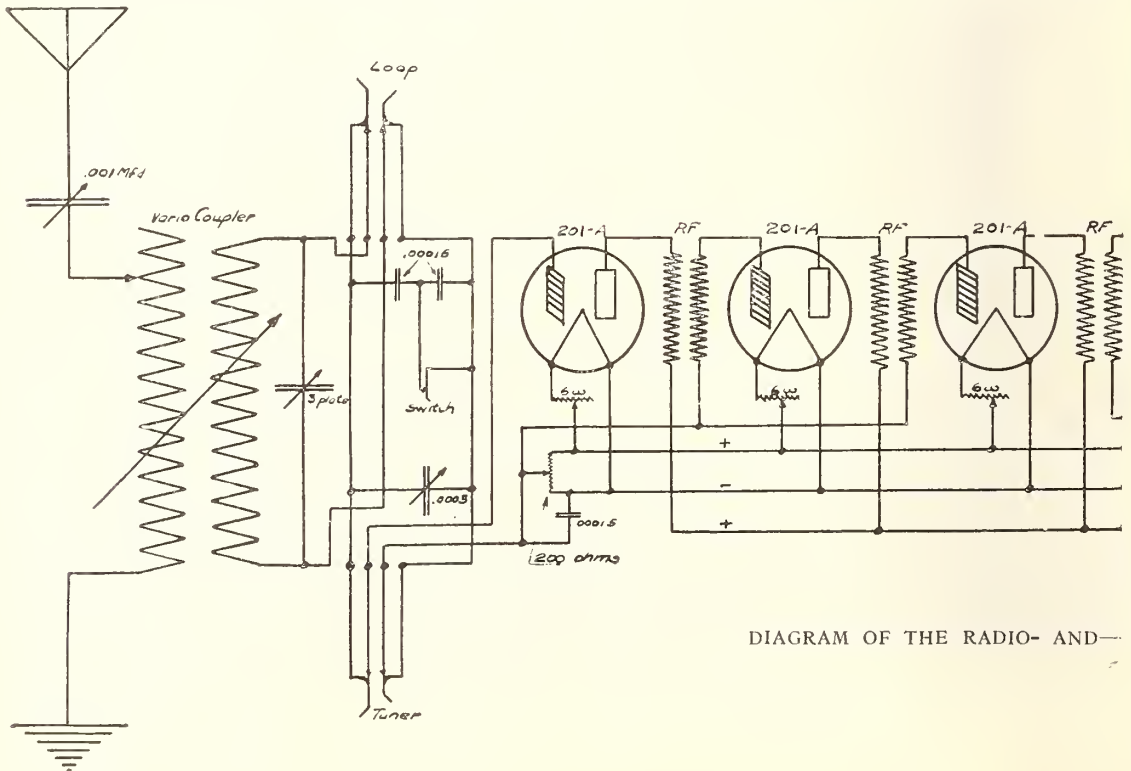 Loop
.001 Mfd
Vario Coupler
.00015
3 plate
Switch
.0005
Tuner
201-A
RF
201-A
RF
201-A
RF
6ω
6ω
6ω
+
-
+
.00015
200 ohms
DIAGRAM OF THE RADIO- AND—